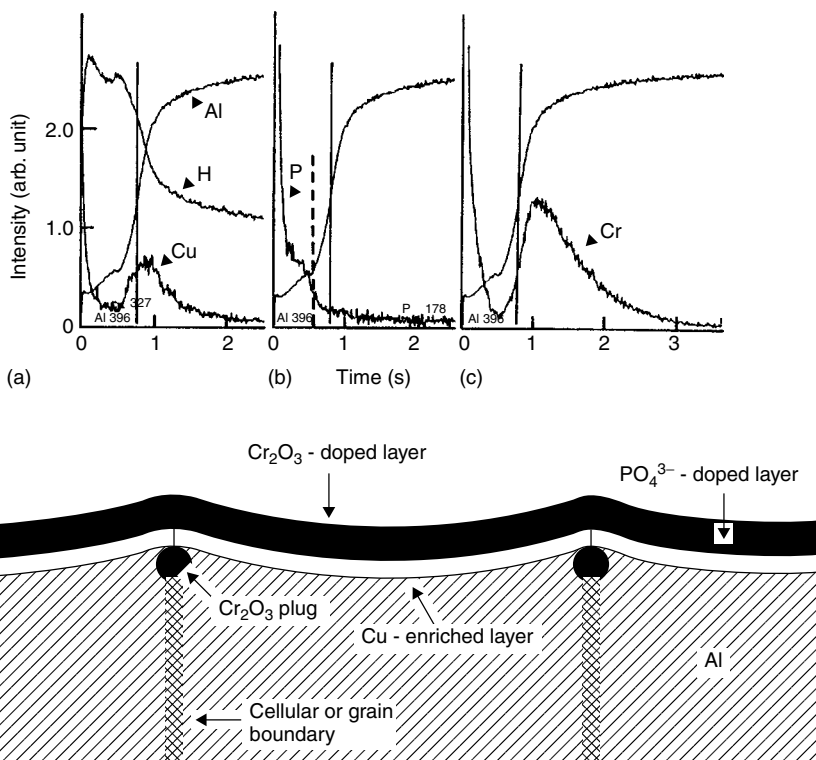 Intensity (arb. unit)
2.0
1.0
0
Al
H
Cu
327
Al 396
0
1
2
(a)
P
Al 396
P 178
0
1
2
(b)
Time (s)
Cr
Al 396
0
1
2
3
(c)
Cr₂O₃ - doped layer
PO₄³⁻ - doped layer
Cr₂O₃ plug
Cu - enriched layer
Al
Cellular or grain
boundary